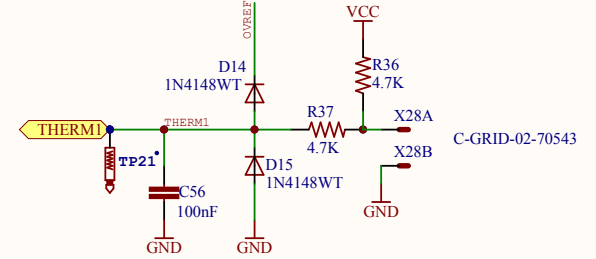 OVREF
VCC
D14
1N4148WT
R36
4.7K
THERM1
THERM1
R37
4.7K
X28A
C-GRID-02-70543
X28B
TP21
D15
1N4148WT
C56
100nF
GND
GND
GND